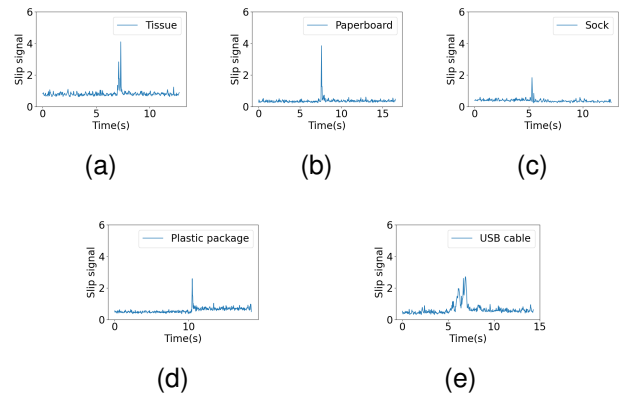 6
4
2
0
Slip signal
Tissue
0 5 10
Time(s)
(a)
6
4
2
0
Slip signal
Paperboard
0 5 10 15
Time(s)
(b)
6
4
2
0
Slip signal
Sock
0 5 10
Time(s)
(c)
6
4
2
0
Slip signal
Plastic package
0 10
Time(s)
(d)
6
4
2
0
Slip signal
USB cable
0 5 10 15
Time(s)
(e)